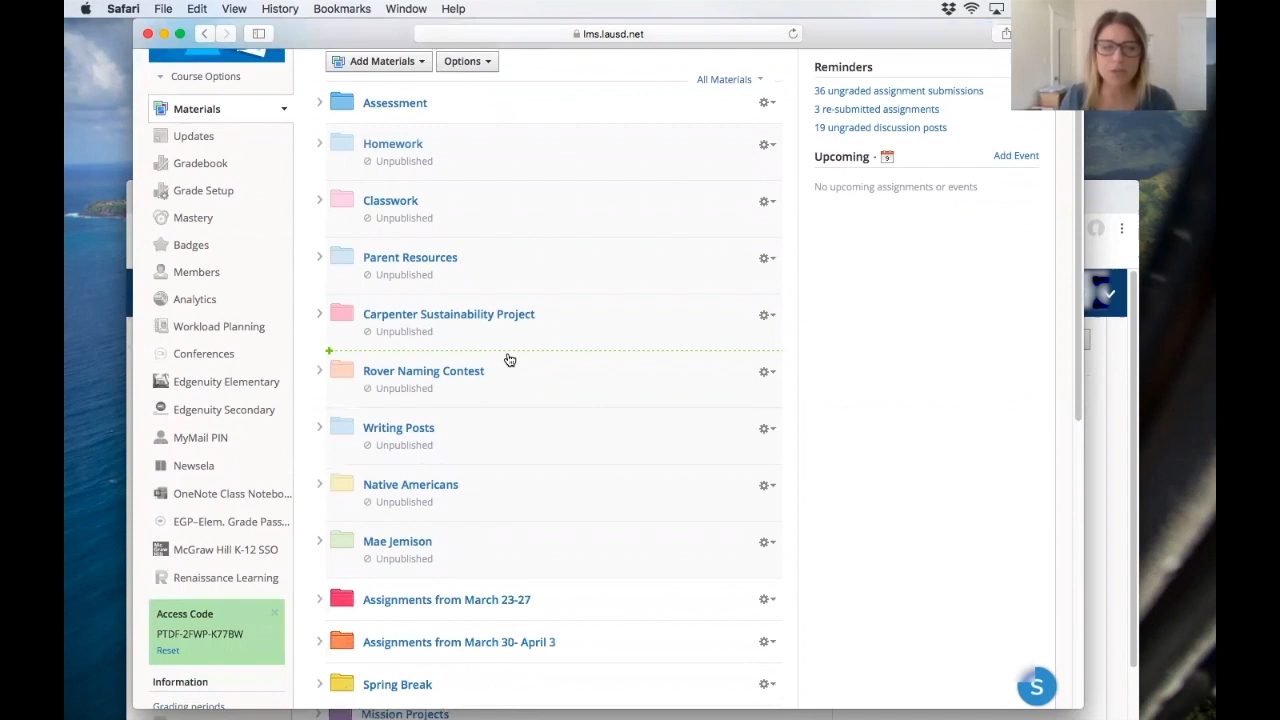 Safari File Edit View History Bookmarks Window Help
lms.lausd.net
Course Options
Materials
Updates
Gradebook
Grade Setup
Mastery
Badges
Members
Analytics
Workload Planning
Conferences
Edgenuity Elementary
Edgenuity Secondary
MyMail PIN
Newsela
OneNote Class Notebo...
EGP–Elem. Grade Pass...
McGraw Hill K-12 SSO
Renaissance Learning
Access Code
PTDF-2FWP-K77BW
Reset
Information
Grading periods
Add Materials Options
All Materials
Assessment
Homework
Unpublished
Classwork
Unpublished
Parent Resources
Unpublished
Carpenter Sustainability Project
Unpublished
Rover Naming Contest
Unpublished
Writing Posts
Unpublished
Native Americans
Unpublished
Mae Jemison
Unpublished
Assignments from March 23-27
Assignments from March 30- April 3
Spring Break
Mission Projects
Reminders
36 ungraded assignment submissions
3 re-submitted assignments
19 ungraded discussion posts
Upcoming · 9 Add Event
No upcoming assignments or events
S